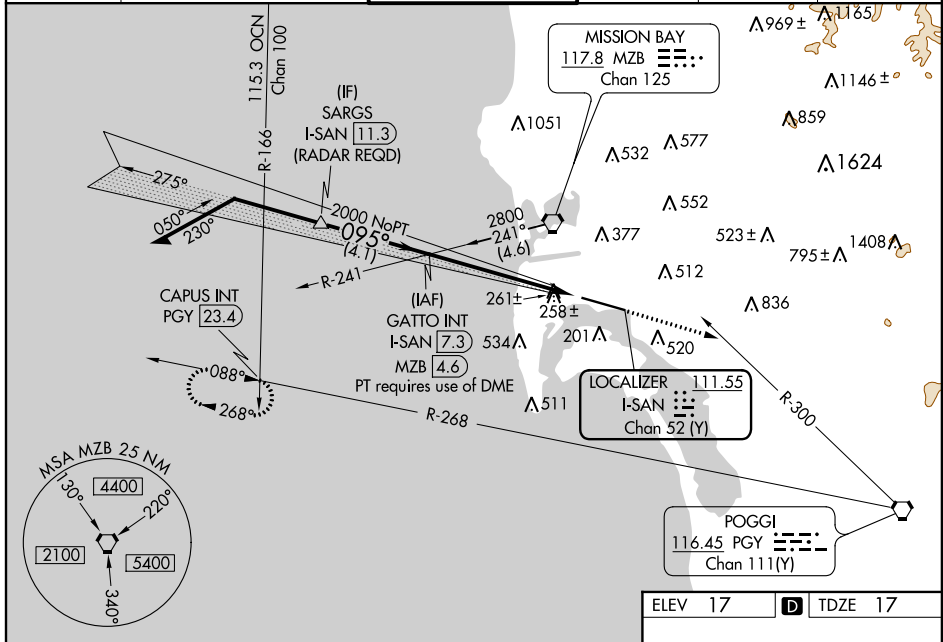 115.3 OCN
Chan 100
R-166
(IF)
SARGS
I-SAN 11.3
(RADAR REQD)
MISSION BAY
117.8 MZB
Chan 125
969 ±
1165
1146 ±
859
1051
577
532
1624
552
377
523 ±
795 ±
1408
512
836
275°
050°
230°
2000 NoPT
095°
(4.1)
2800
241°
(4.6)
R-241
261 ±
258 ±
(IAF)
GATTO INT
I-SAN 7.3
MZB 4.6
PT requires use of DME
534
201
520
511
CAPUS INT
PGY 23.4
088°
268°
R-268
LOCALIZER 111.55
I-SAN
Chan 52 (Y)
R-300
POGGI
116.45 PGY
Chan 111(Y)
MSA MZB 25 NM
130°
4400
220°
2100
5400
340°
ELEV 17 D TDZE 17